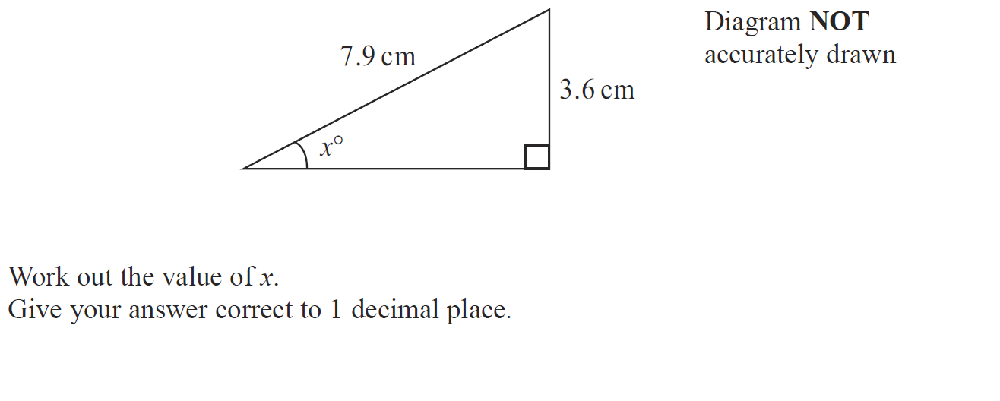 Diagram NOT
accurately drawn
7.9 cm
3.6 cm
x°
Work out the value of x.
Give your answer correct to 1 decimal place.